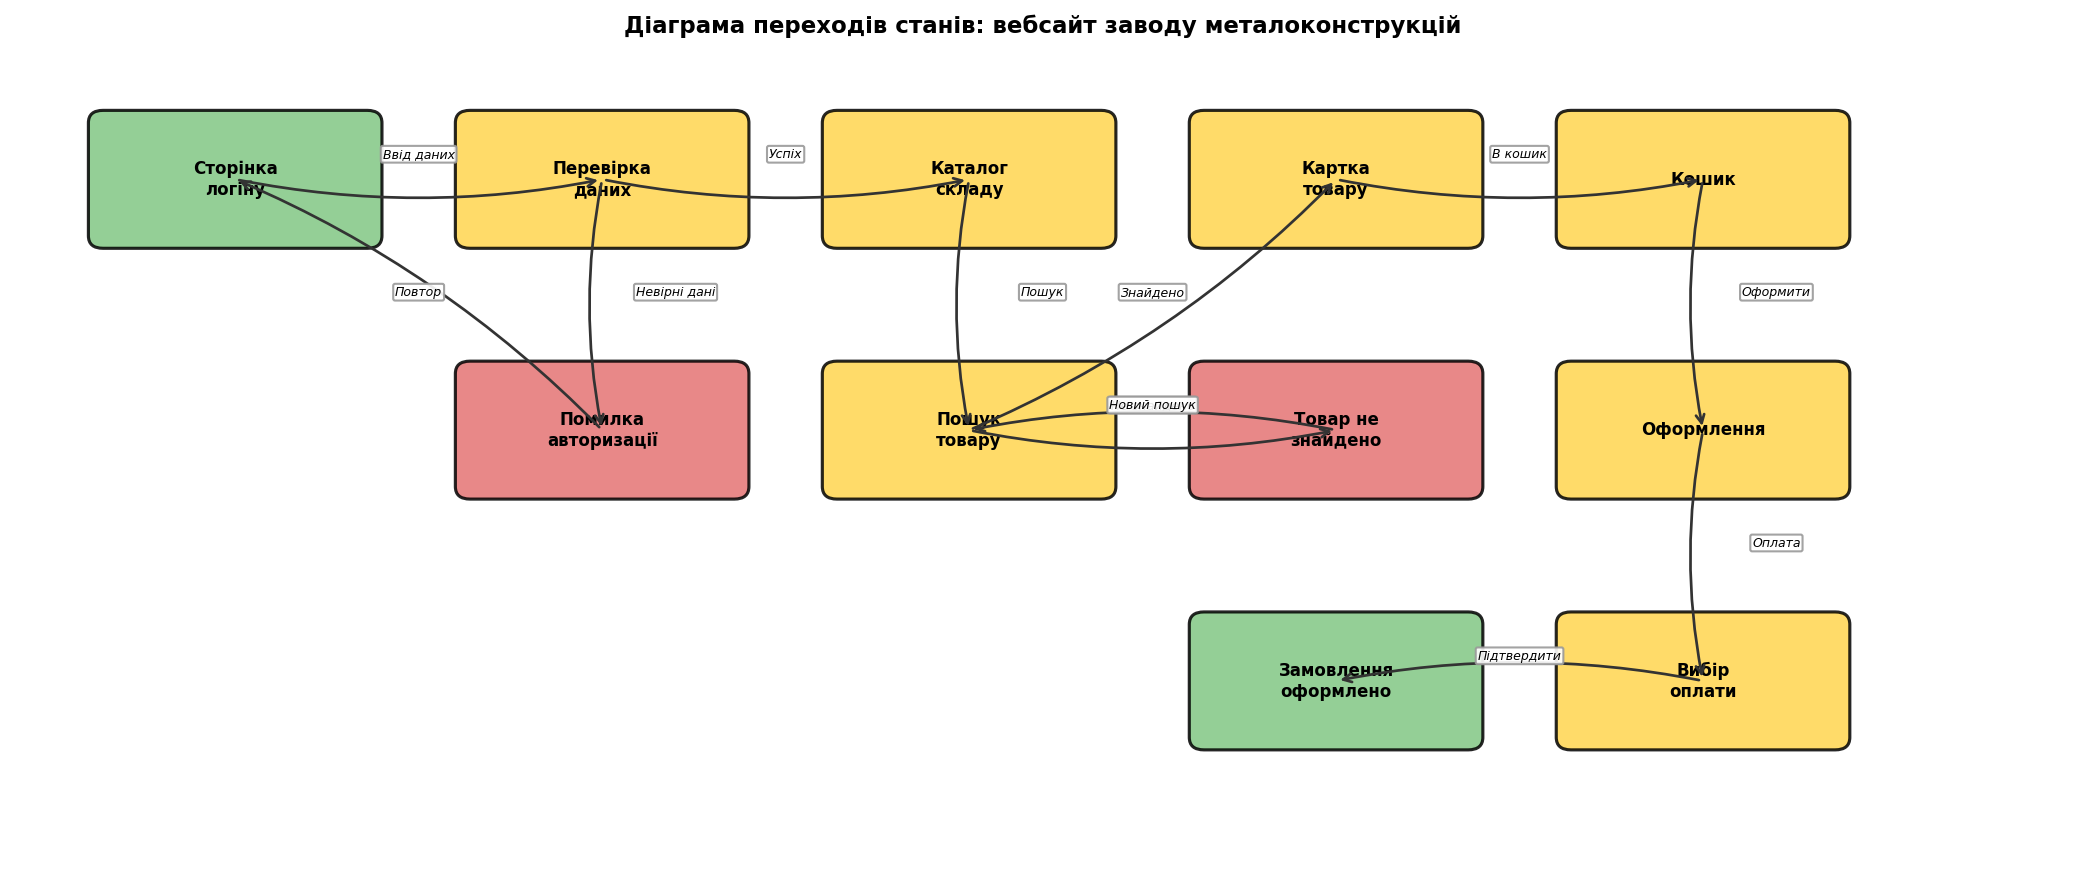 Діаграма переходів станів: вебсайт заводу металоконструкцій
Сторінка
логіну
Ввід даних
Перевірка
даних
Успіх
Каталог
складу
Картка
товару
В кошик
Кошик
Повтор
Невірні дані
Пошук
Знайдено
Оформити
Помилка
авторизації
Пошук
товару
Новий пошук
Товар не
знайдено
Оформлення
Оплата
Замовлення
оформлено
Підтвердити
Вибір
оплати